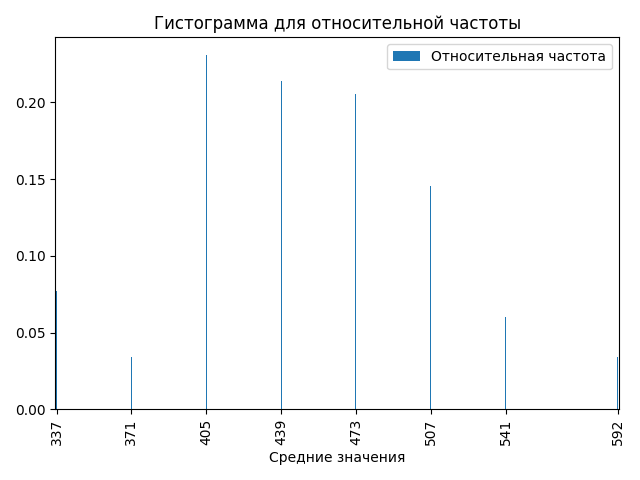 Гистограмма для относительной частоты
Относительная частота
0.20
0.15
0.10
0.05
0.00
337 371 405 439 473 507 541 592
Средние значения